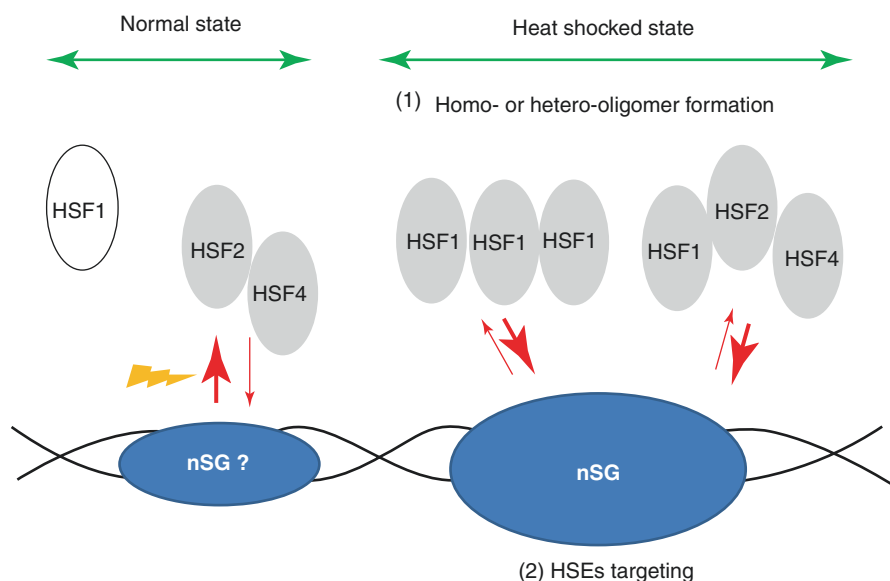 Normal state
Heat shocked state
(1) Homo- or hetero-oligomer formation
HSF1
HSF2
HSF4
HSF1
HSF1
HSF1
HSF1
HSF2
HSF4
nSG ?
nSG
(2) HSEs targeting